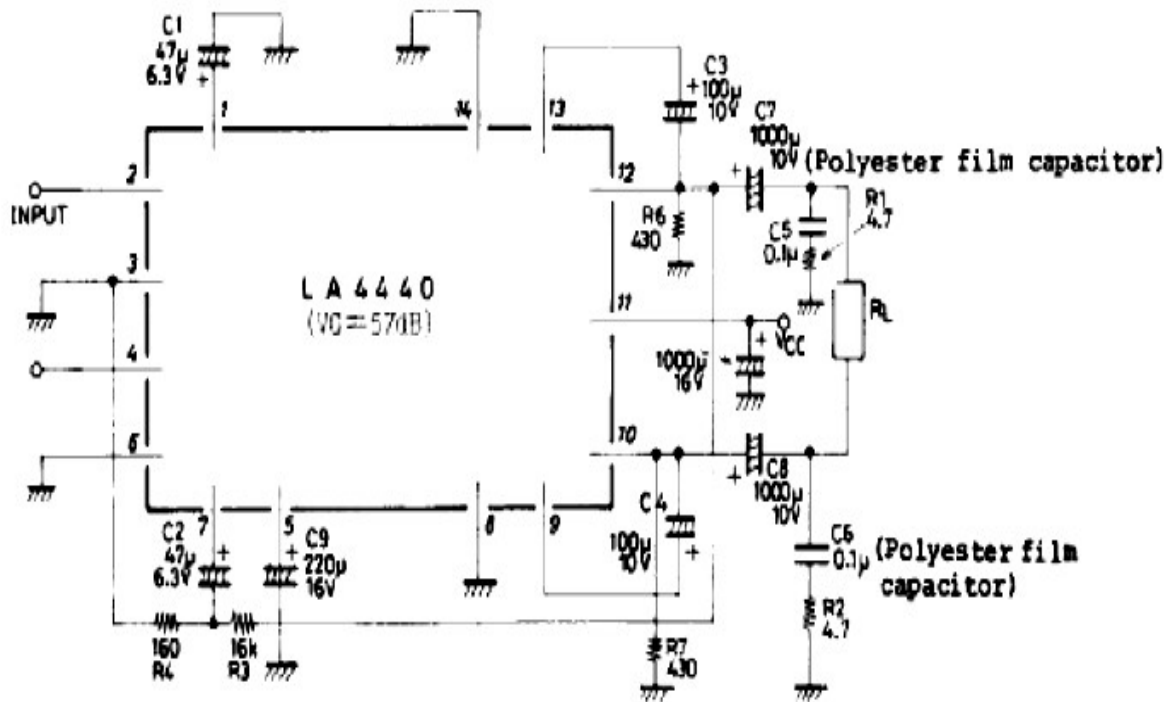 C1
47μ
6.3V +
1
14
13
+ C3
100μ
10V
C7
1000μ
10V (Polyester film capacitor)
+
2
INPUT
12
R6
430
C5
0.1μ
R1
4.7
3
LA4440
(VG=57dB)
11
+ VCC
1000μ
16V
RL
4
6
10
+ C8
1000μ
10V
C4
100μ
10V +
7
5
8
9
C2
47μ
6.3V +
+ C9
220μ
16V
C6
0.1μ
(Polyester film
capacitor)
R2
4.7
160
R4
16k
R3
R7
430